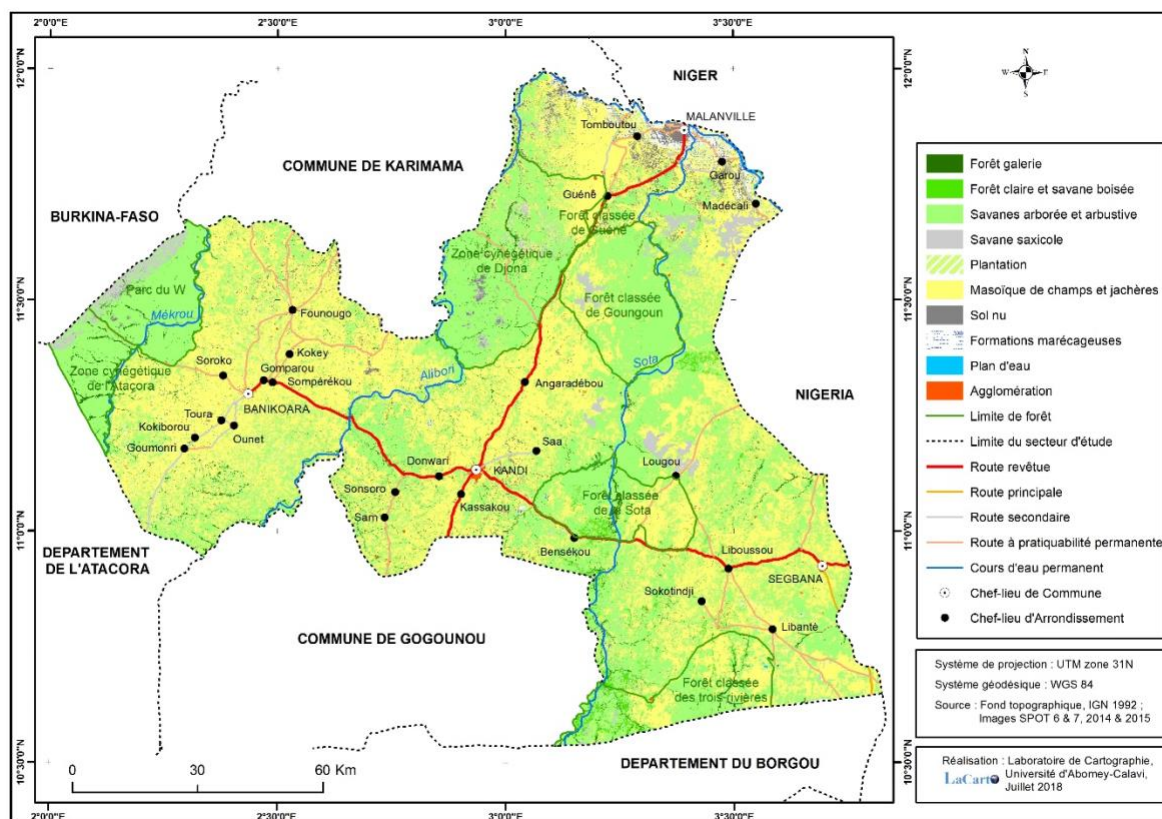 2°0'0"E
2°30'0"E
3°0'0"E
3°30'0"E
12°0'0"N
12°0'0"N
11°30'0"N
11°30'0"N
11°0'0"N
11°0'0"N
10°30'0"N
10°30'0"N
2°0'0"E
2°30'0"E
3°0'0"E
3°30'0"E
NIGER
MALANVILLE
Tomboutou
Garou
Madécali
COMMUNE DE KARIMAMA
Guénè
Forêt classée
de Guéné
BURKINA-FASO
Zone cynégétique
de Djona
Parc du W
Mékrou
Forêt classée
de Goungoun
Founougo
Kokey
Soroko
Gomparou
Sompérékou
Zone cynégétique
de l'Atacora
Alibori
Sota
Angaradébou
NIGERIA
BANIKOARA
Toura
Kokiborou
Ounet
Goumonri
Saa
Donwari
KANDI
Lougou
Sonsoro
Kassakou
Forêt classée
de la Sota
Sam
Bensékou
Liboussou
SEGBANA
DEPARTEMENT
DE L'ATACORA
Sokotindji
Libantè
COMMUNE DE GOGOUNOU
Forêt classée
des trois-rivières
DEPARTEMENT DU BORGOU
0 30 60 Km
N
W
S
Forêt galerie
Forêt claire et savane boisée
Savanes arborée et arbustive
Savane saxicole
Plantation
Masoïque de champs et jachères
Sol nu
Formations marécageuses
Plan d'eau
Agglomération
Limite de forêt
Limite du secteur d'étude
Route revêtue
Route principale
Route secondaire
Route à pratiquabilité permanente
Cours d'eau permanent
Chef-lieu de Commune
Chef-lieu d'Arrondissement
Système de projection : UTM zone 31N
Système géodésique : WGS 84
Source : Fond topographique, IGN 1992 ;
Images SPOT 6 & 7, 2014 & 2015
Réalisation : Laboratoire de Cartographie,
Université d'Abomey-Calavi,
Juillet 2018
LaCarto